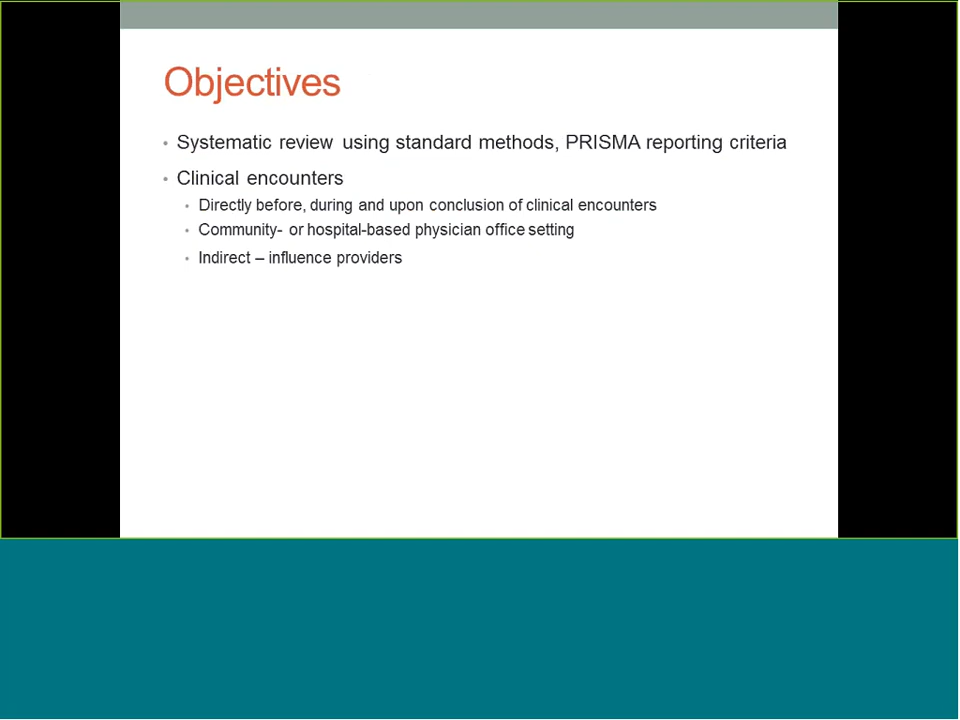 Objectives
• Systematic review using standard methods, PRISMA reporting criteria
• Clinical encounters
• Directly before, during and upon conclusion of clinical encounters
• Community- or hospital-based physician office setting
• Indirect – influence providers